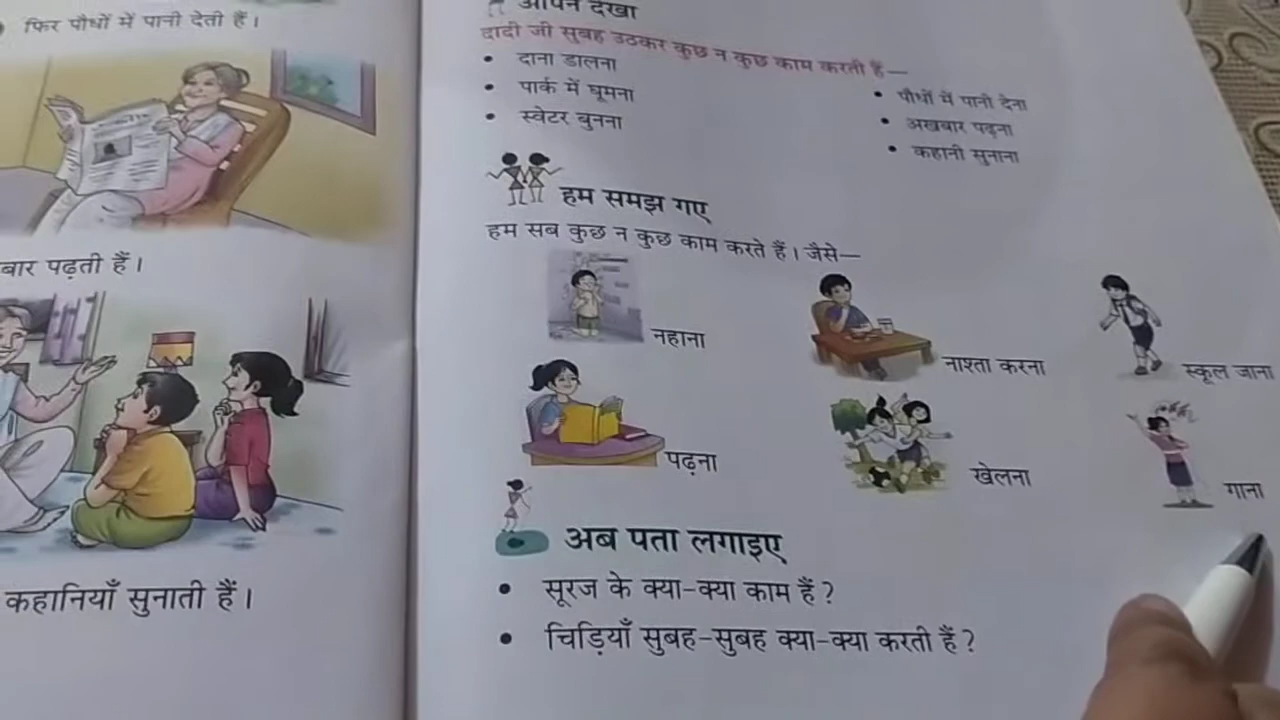 फिर पौधों में पानी देती हैं।
बार पढ़ती हैं।
कहानियाँ सुनाती हैं।
आपने देखा
दादी जी सुबह उठकर कुछ न कुछ काम करती हैं—
• दाना डालना
• पार्क में घूमना
• स्वेटर बुनना
• पौधों में पानी देना
• अखबार पढ़ना
• कहानी सुनाना
हम समझ गए
हम सब कुछ न कुछ काम करते हैं। जैसे—
नहाना
नाश्ता करना
स्कूल जाना
पढ़ना
खेलना
गाना
अब पता लगाइए
• सूरज के क्या-क्या काम हैं?
• चिड़ियाँ सुबह-सुबह क्या-क्या करती हैं?